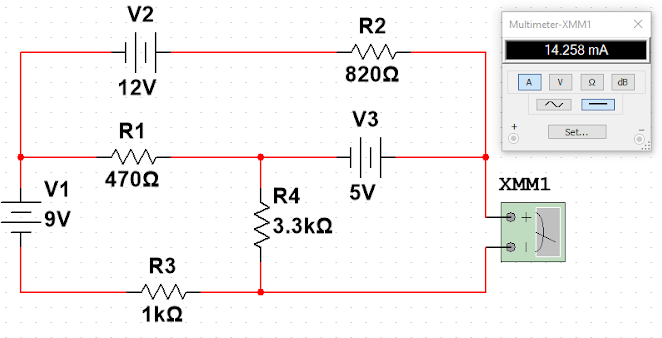 V2
12V
R2
820Ω
Multimeter-XMM1
14.258 mA
A V Ω dB
Set...
+ -
R1
470Ω
V3
5V
V1
9V
R4
3.3kΩ
XMM1
+
R3
1kΩ